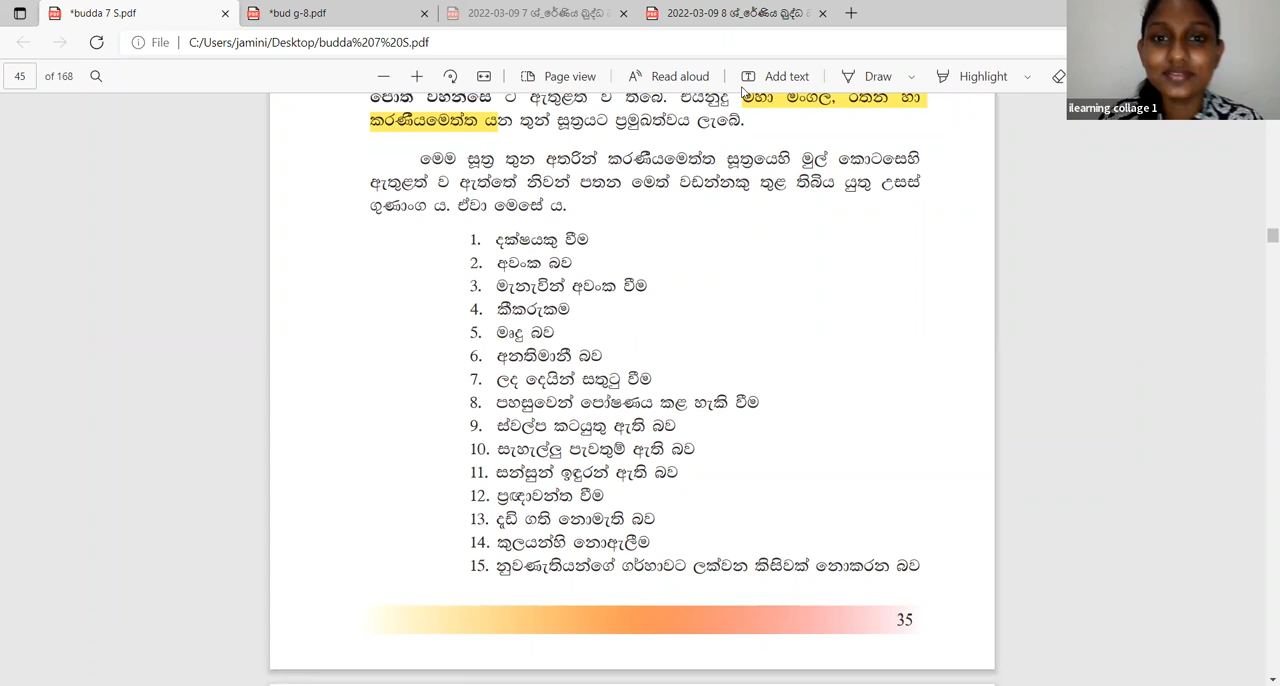 *budda 7 S.pdf
*bud g-8.pdf
2022-03-09 7 ශ්‍රේණිය බුද්ධ
2022-03-09 8 ශ්‍රේණිය බුද්ධ
File C:/Users/jamini/Desktop/budda%207%20S.pdf
45 of 168 Page view Read aloud Add text Draw Highlight
ilearning collage 1
පොත වහන්සේ ට ඇතුළත් ව තිබේ. එයිනුදු මහා මංගල, රතන හා
කරණීයමෙත්ත යන තුන් සූත්‍රයට ප්‍රමුඛත්වය ලැබේ.
මෙම සූත්‍ර තුන අතරින් කරණීයමෙත්ත සූත්‍රයෙහි මුල් කොටසෙහි
ඇතුළත් ව ඇත්තේ නිවන් පතන මෙත් වඩන්නකු තුළ තිබිය යුතු උසස්
ගුණාංග ය. ඒවා මෙසේ ය.
1. දක්ෂයකු වීම
2. අවංක බව
3. මැනැවින් අවංක වීම
4. කීකරුකම
5. මෘදු බව
6. අනතිමානී බව
7. ලද දෙයින් සතුටු වීම
8. පහසුවෙන් පෝෂණය කළ හැකි වීම
9. ස්වල්ප කටයුතු ඇති බව
10. සැහැල්ලු පැවතුම් ඇති බව
11. සන්සුන් ඉඳුරන් ඇති බව
12. ප්‍රඥාවන්ත වීම
13. දැඩි ගති නොමැති බව
14. කුලයන්හි නොඇලීම
15. නුවණැතියන්ගේ ගර්හාවට ලක්වන කිසිවක් නොකරන බව
35